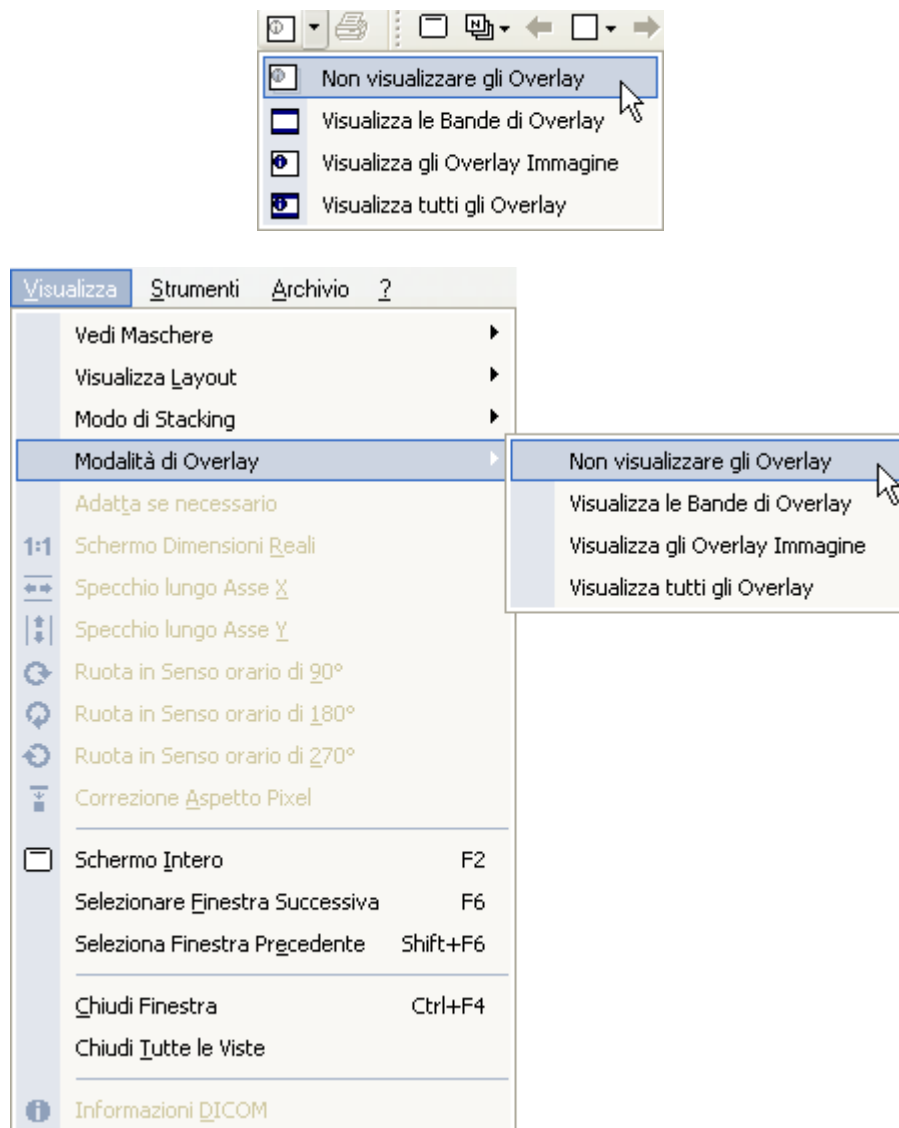 Non visualizzare gli Overlay
Visualizza le Bande di Overlay
Visualizza gli Overlay Immagine
Visualizza tutti gli Overlay
Visualizza Strumenti Archivio ?
Vedi Maschere
Visualizza Layout
Modo di Stacking
Modalità di Overlay
Non visualizzare gli Overlay
Visualizza le Bande di Overlay
Visualizza gli Overlay Immagine
Visualizza tutti gli Overlay
Adatta se necessario
1:1 Schermo Dimensioni Reali
Specchio lungo Asse X
Specchio lungo Asse Y
Ruota in Senso orario di 90°
Ruota in Senso orario di 180°
Ruota in Senso orario di 270°
Correzione Aspetto Pixel
Schermo Intero F2
Selezionare Finestra Successiva F6
Seleziona Finestra Precedente Shift+F6
Chiudi Finestra Ctrl+F4
Chiudi Tutte le Viste
Informazioni DICOM